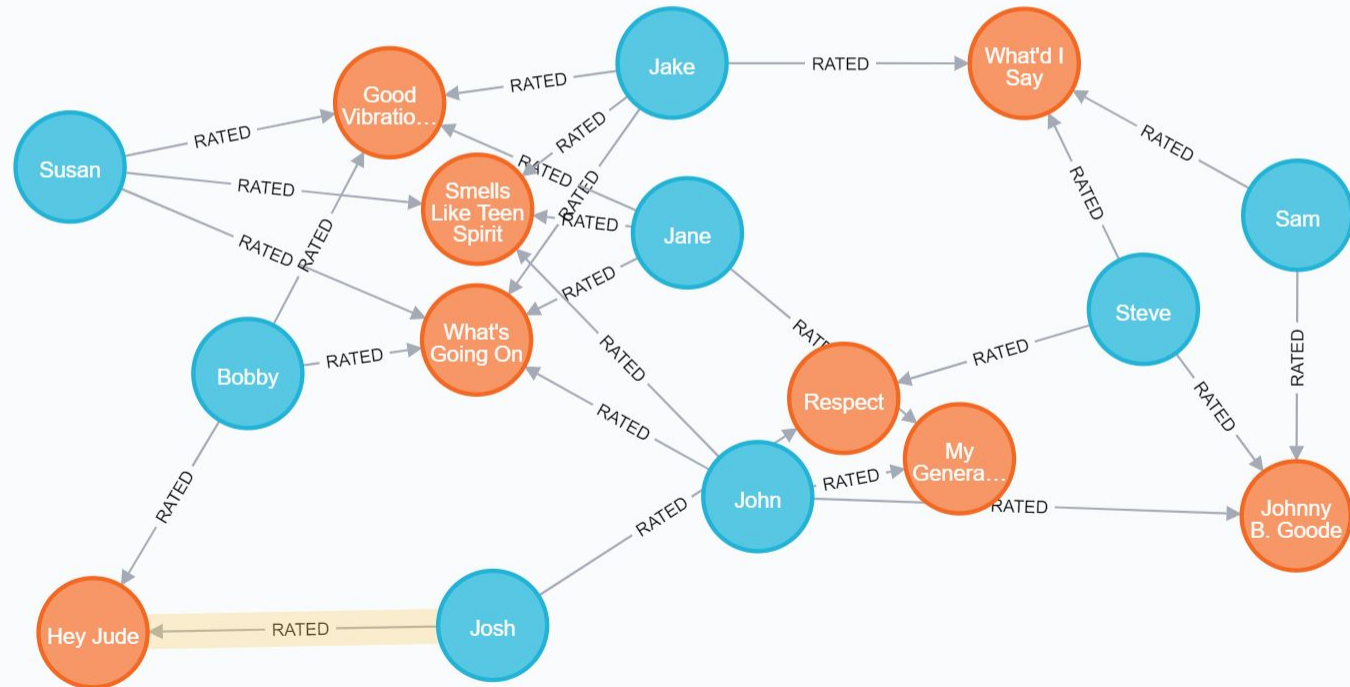 What'd I
Say
Jake
RATED
RATED
Good
Vibratio…
RATED
RATED
RATED
Susan
RATED
RATED
RATED
RATED
Smells
Like Teen
Spirit
RATED
Jane
RATED
Sam
RATED
RATED
RATED
Steve
What's
Going On
RATE
RATED
RATED
RATED
RATED
Bobby
Respect
RATED
RATED
My
Genera…
RATED
RATED
John
RATED
Johnny
B. Goode
RATED
Hey Jude
RATED
Josh